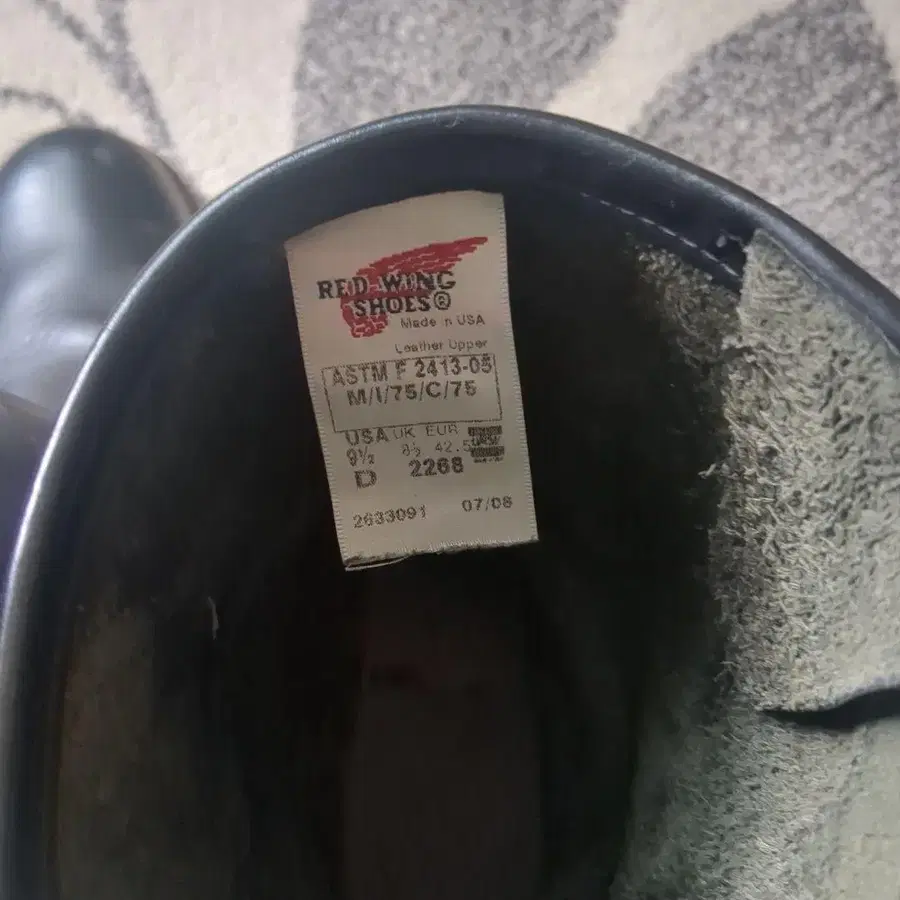 RED WING
SHOES®
Made in USA
Leather Upper
ASTM F 2413-05
M/I/75/C/75
USA UK EUR
9½ 8½ 42.5
D 2268
2633091 07/08